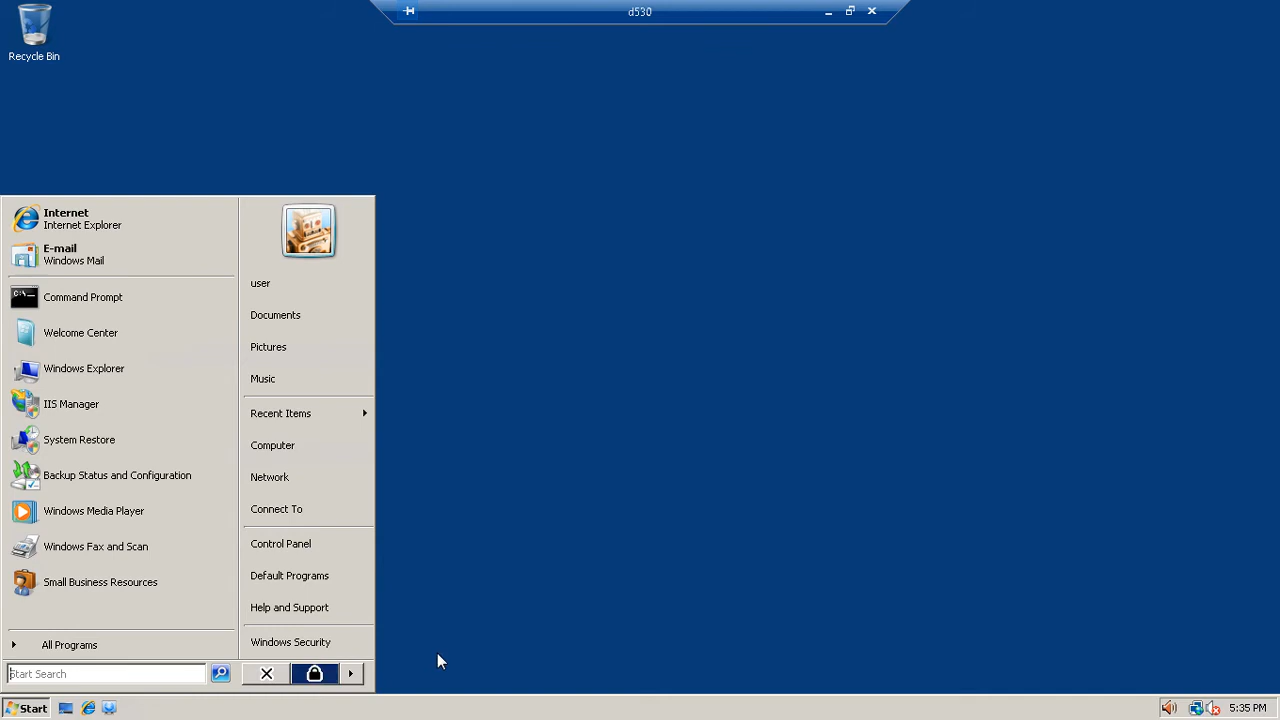 d530
Recycle Bin
Internet
Internet Explorer
E-mail
Windows Mail
Command Prompt
Welcome Center
Windows Explorer
IIS Manager
System Restore
Backup Status and Configuration
Windows Media Player
Windows Fax and Scan
Small Business Resources
All Programs
Start Search
user
Documents
Pictures
Music
Recent Items
Computer
Network
Connect To
Control Panel
Default Programs
Help and Support
Windows Security
Start
5:35 PM